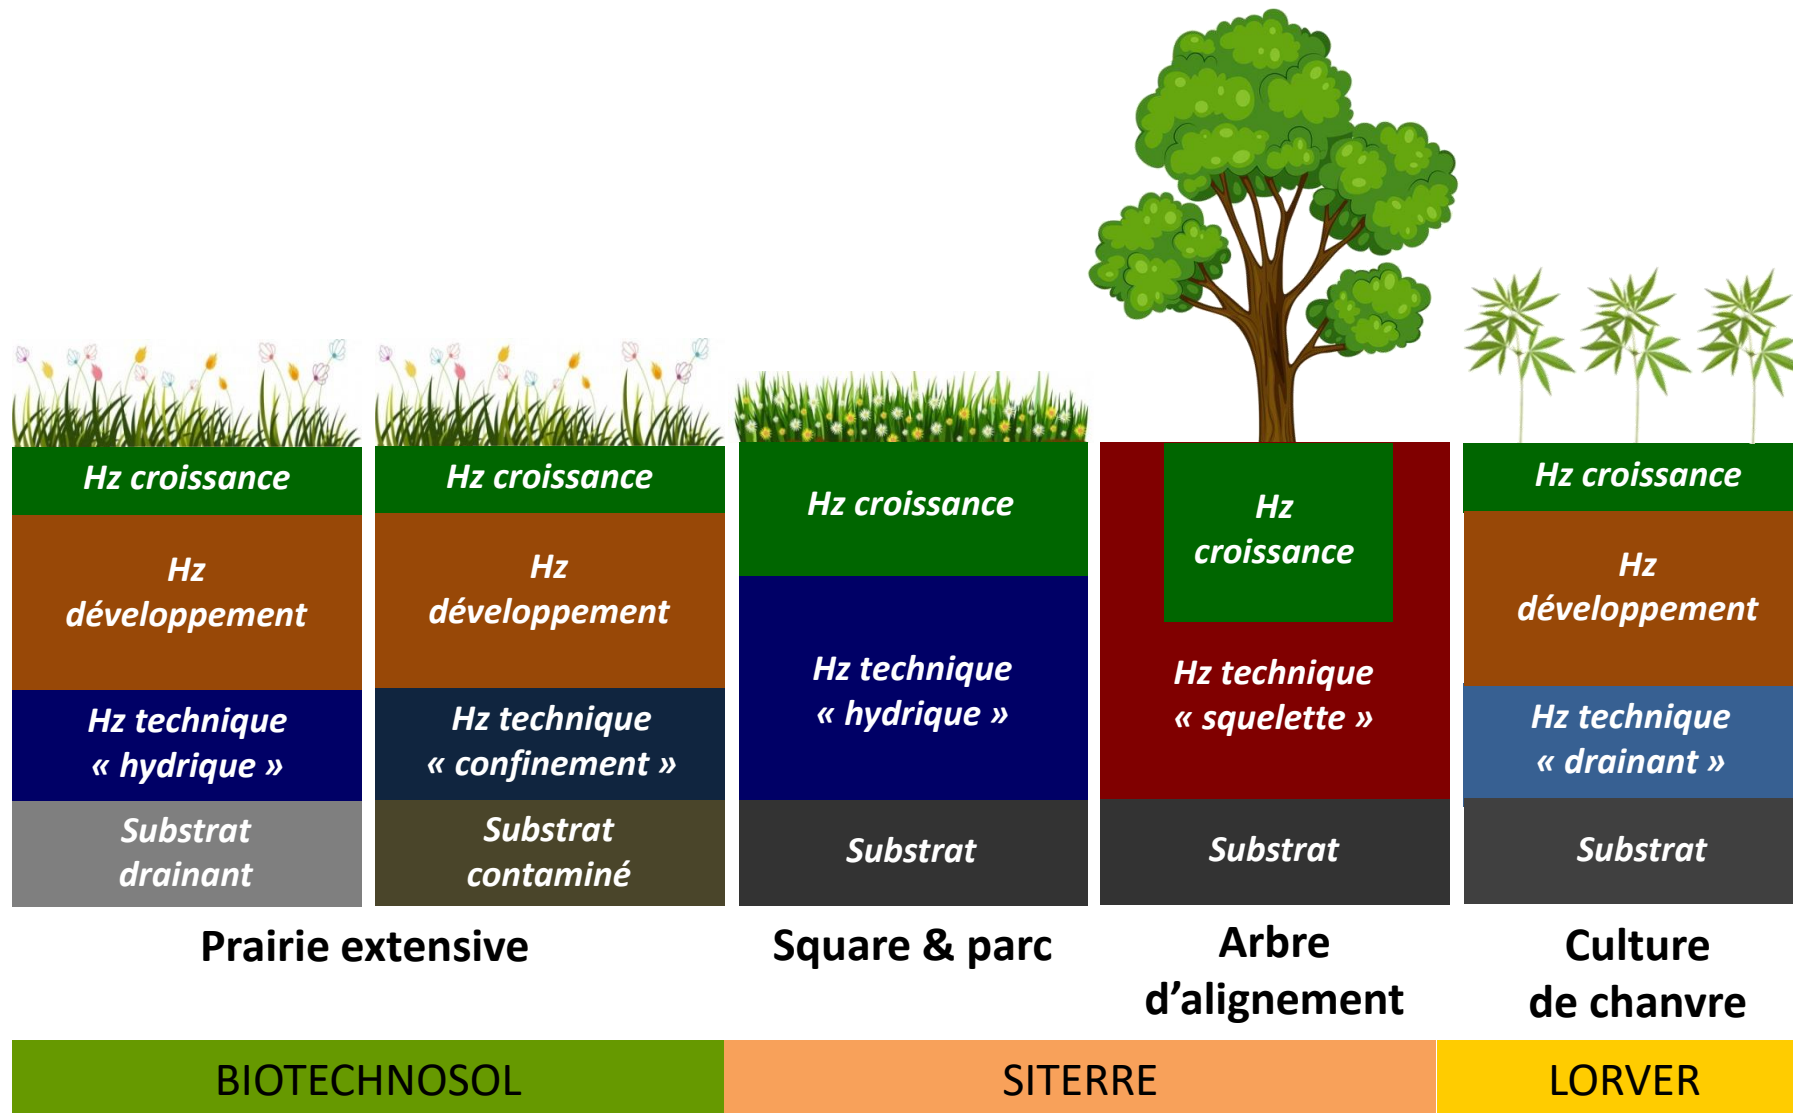 Hz croissance
Hz
développement
Hz technique
« hydrique »
Substrat
drainant
Hz croissance
Hz
développement
Hz technique
« confinement »
Substrat
contaminé
Prairie extensive
Hz croissance
Hz technique
« hydrique »
Substrat
Square & parc
Hz
croissance
Hz technique
« squelette »
Substrat
Arbre
d’alignement
Hz croissance
Hz
développement
Hz technique
« drainant »
Substrat
Culture
de chanvre
BIOTECHNOSOL
SITERRE
LORVER